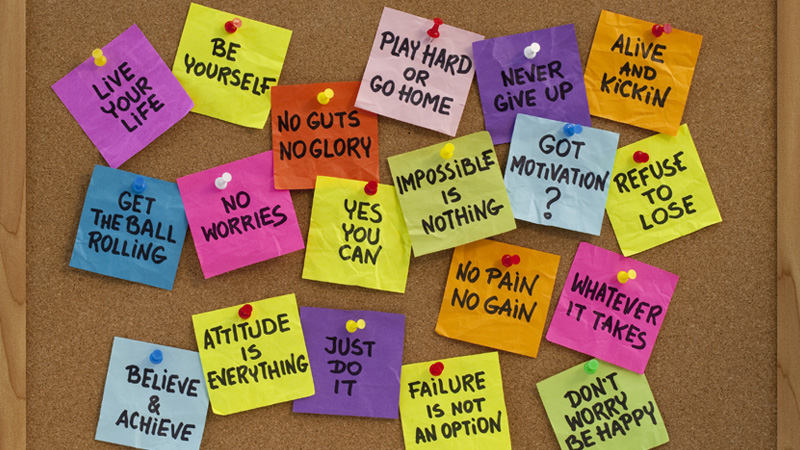 LIVE
YOUR
LIFE
BE
YOURSELF
PLAY HARD
OR
GO HOME
NEVER
GIVE UP
ALIVE
AND
KICKIN
NO GUTS
NO GLORY
IMPOSSIBLE
IS
NOTHING
GOT
MOTIVATION
?
REFUSE
TO
LOSE
GET
THE BALL
ROLLING
NO
WORRIES
YES
YOU
CAN
NO PAIN
NO GAIN
WHATEVER
IT TAKES
BELIEVE
&
ACHIEVE
ATTITUDE
IS
EVERYTHING
JUST
DO
IT
FAILURE
IS NOT
AN OPTION
DON'T
WORRY
BE HAPPY